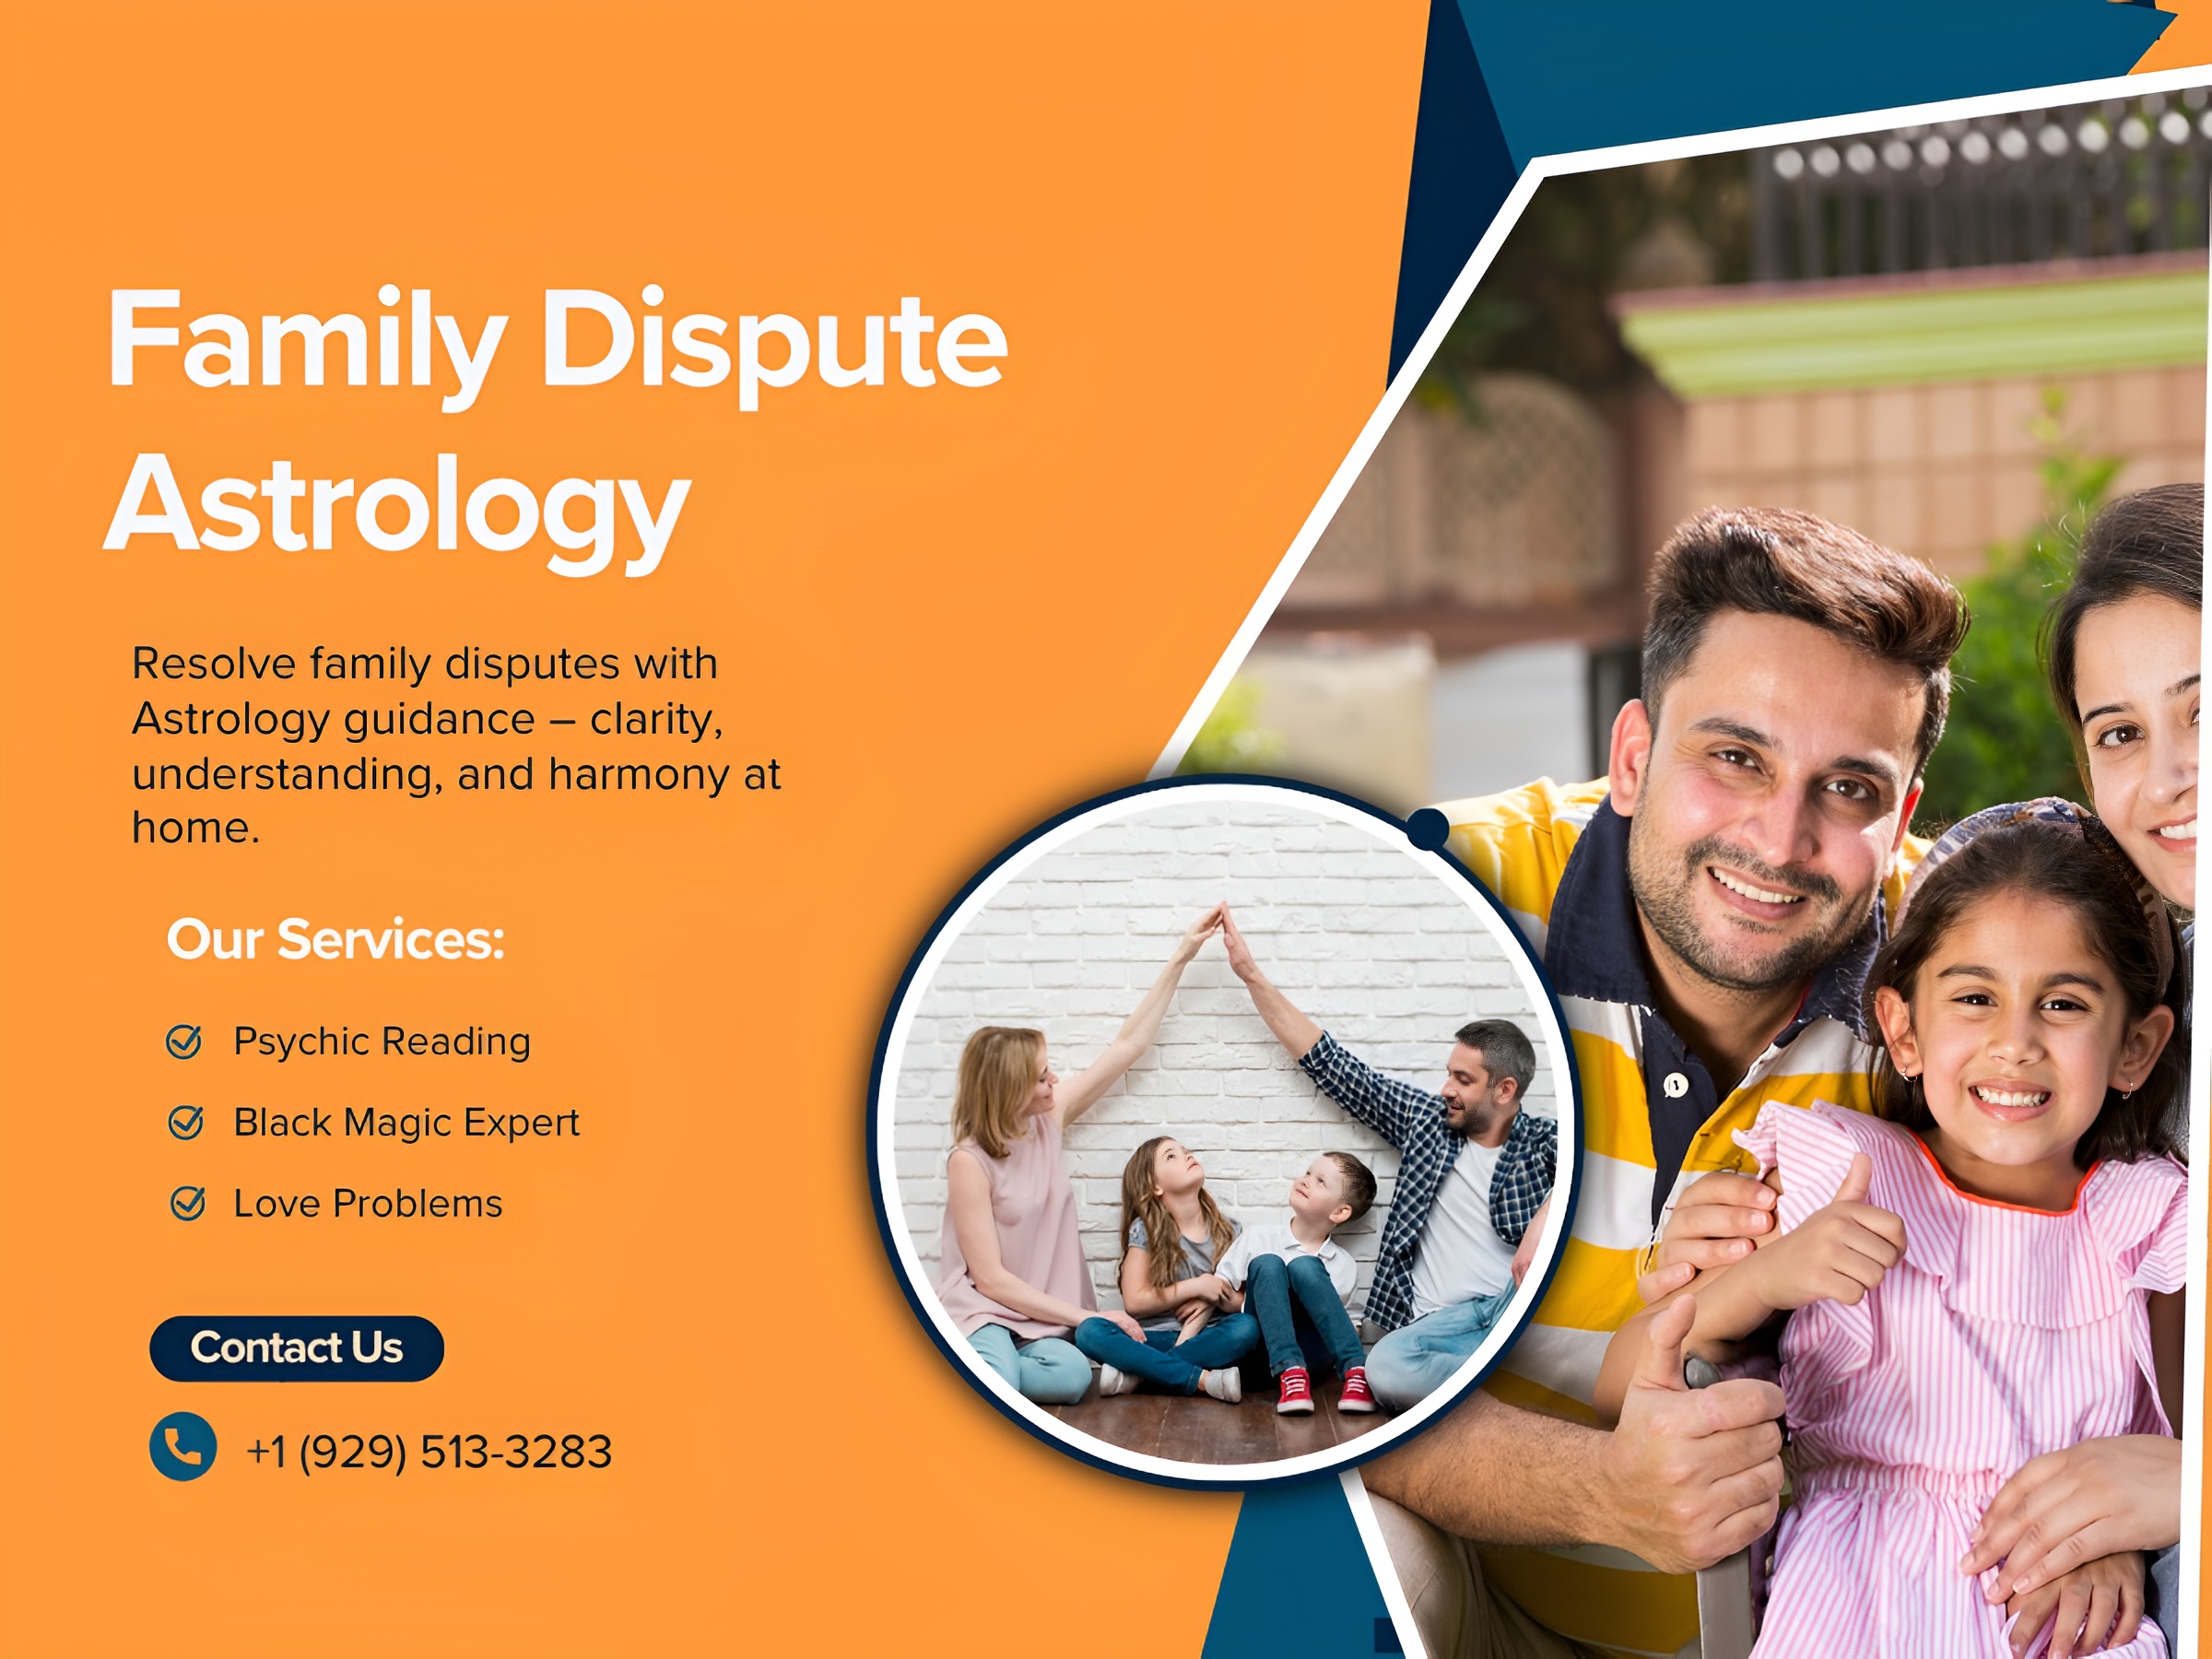 Family Dispute
Astrology
Resolve family disputes with
Astrology guidance – clarity,
understanding, and harmony at
home.
Our Services:
Psychic Reading
Black Magic Expert
Love Problems
Contact Us
+1 (929) 513-3283